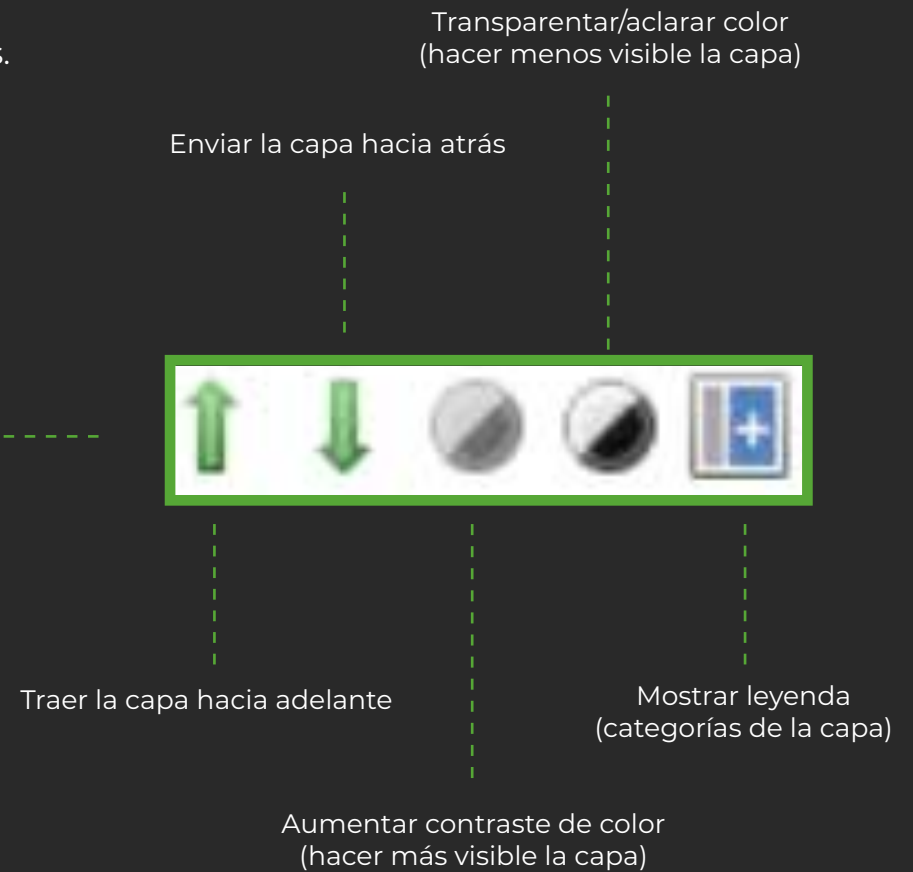 Transparentar/aclarar color
(hacer menos visible la capa)
s.
Enviar la capa hacia atrás
Traer la capa hacia adelante
Mostrar leyenda
(categorías de la capa)
Aumentar contraste de color
(hacer más visible la capa)